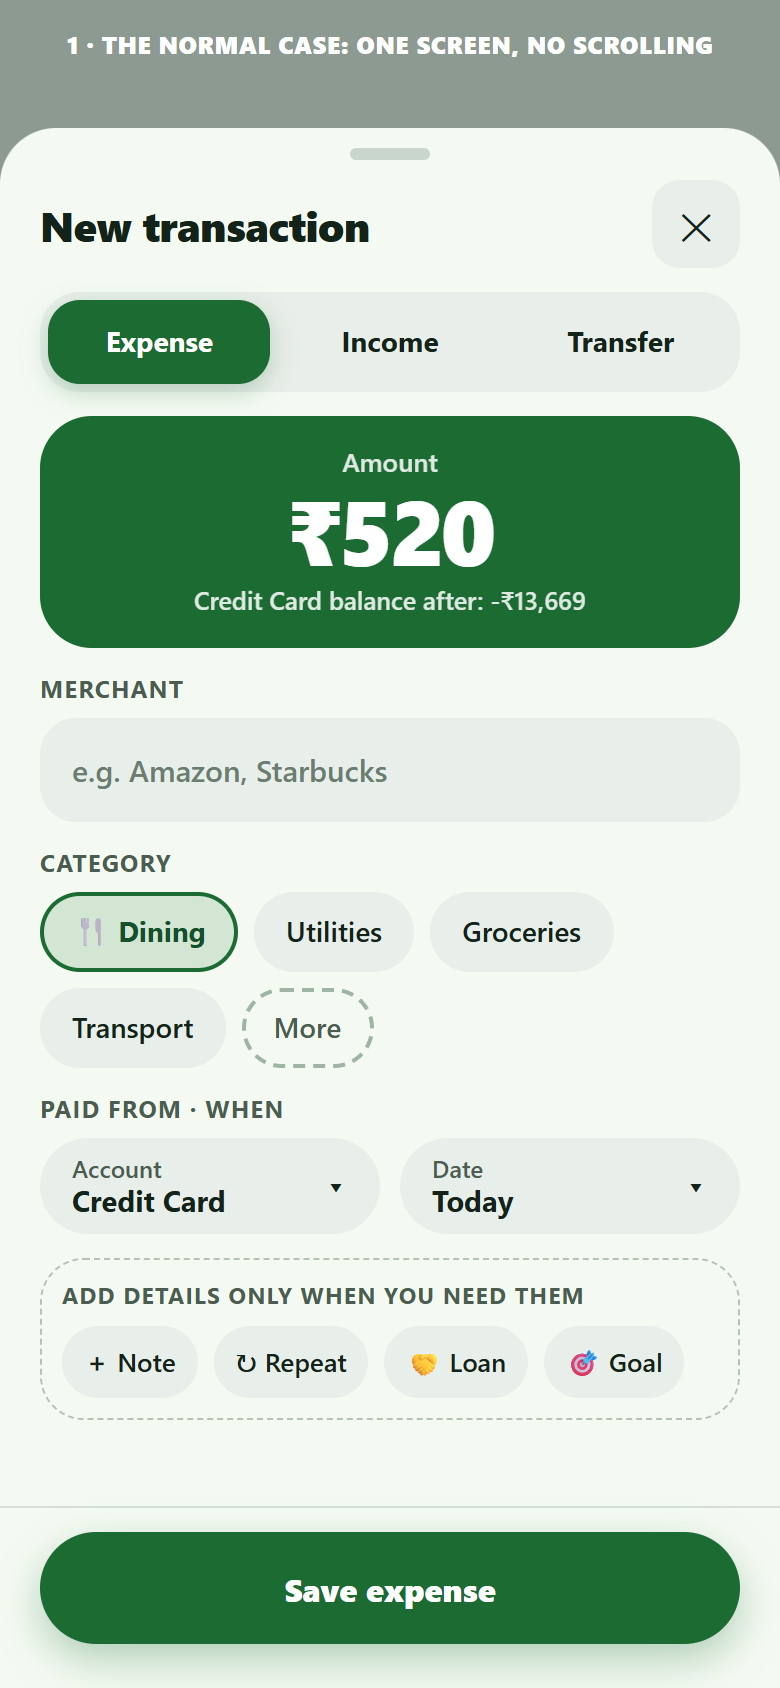 1 · THE NORMAL CASE: ONE SCREEN, NO SCROLLING
New transaction
Expense
Income
Transfer
Amount
₹520
Credit Card balance after: -₹13,669
MERCHANT
e.g. Amazon, Starbucks
CATEGORY
🍴 Dining
Utilities
Groceries
Transport
More
PAID FROM · WHEN
Account
Credit Card
▾
Date
Today
▾
ADD DETAILS ONLY WHEN YOU NEED THEM
+ Note
↻ Repeat
🤝 Loan
🎯 Goal
Save expense